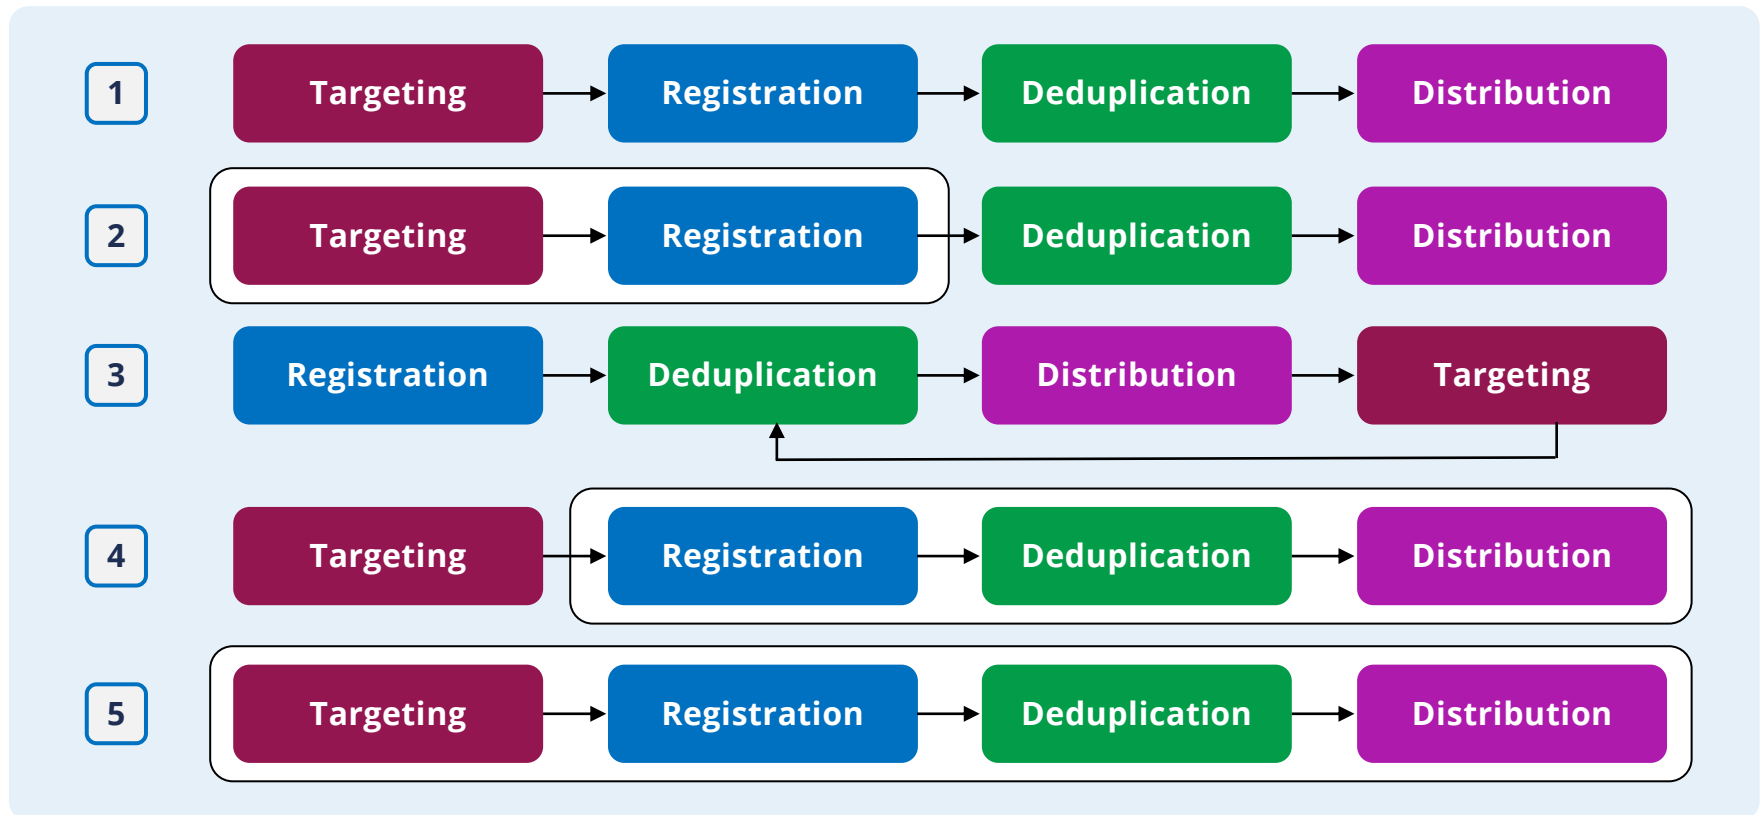 1 Targeting Registration Deduplication Distribution
2 Targeting Registration Deduplication Distribution
3 Registration Deduplication Distribution Targeting
4 Targeting Registration Deduplication Distribution
5 Targeting Registration Deduplication Distribution